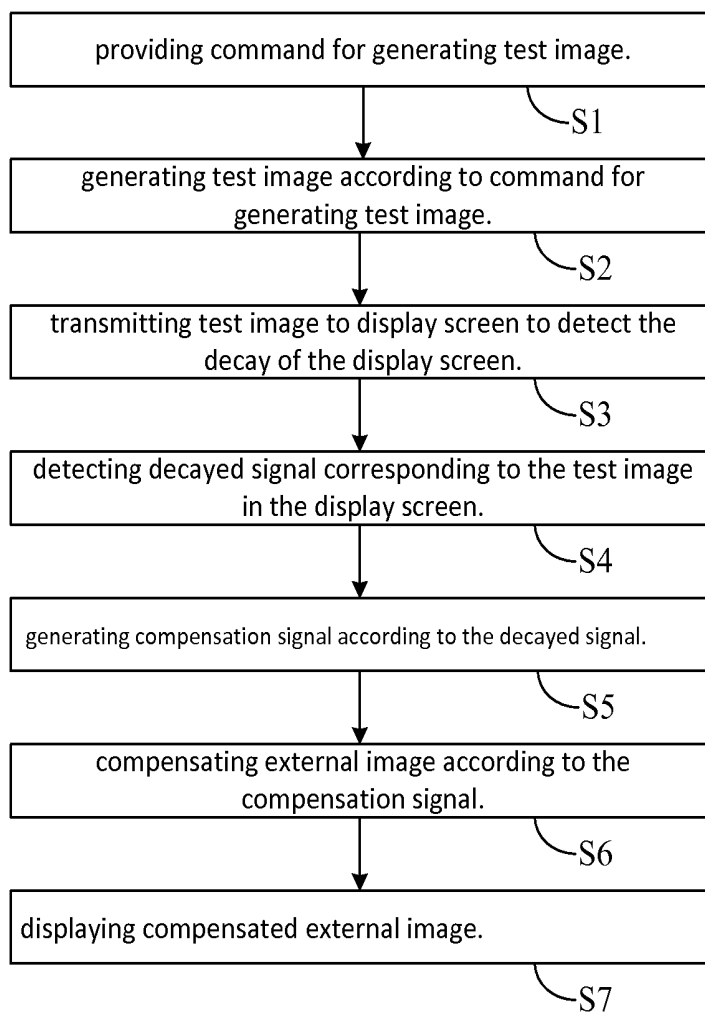 providing command for generating test image.
S1
generating test image according to command for
generating test image.
S2
transmitting test image to display screen to detect the
decay of the display screen.
S3
detecting decayed signal corresponding to the test image
in the display screen.
S4
generating compensation signal according to the decayed signal.
S5
compensating external image according to the
compensation signal.
S6
displaying compensated external image.
S7